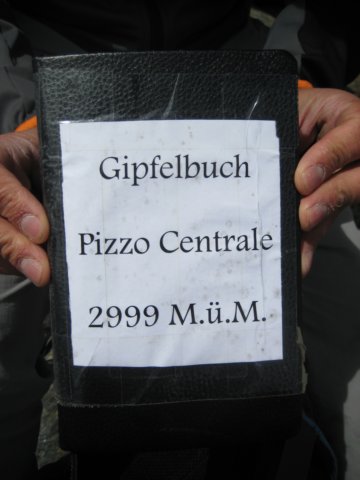 Gipfelbuch
Pizzo Centrale
2999 M.ü.M.